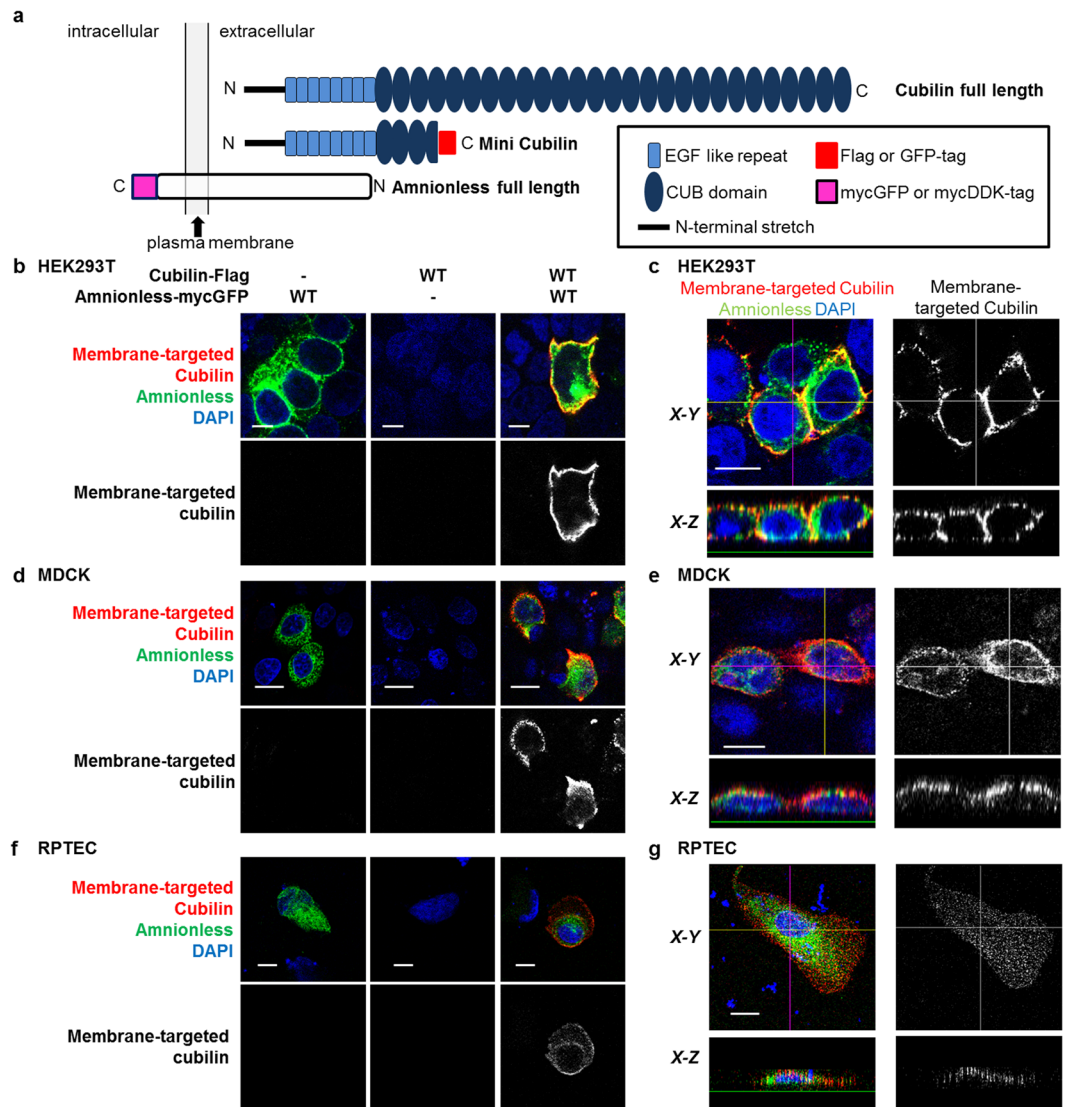 a
intracellular extracellular
N C Cubilin full length
N C Mini Cubilin
C N Amnionless full length
plasma membrane
EGF like repeat Flag or GFP-tag
CUB domain mycGFP or mycDDK-tag
N-terminal stretch
b HEK293T
Cubilin-Flag - WT WT
Amnionless-mycGFP WT - WT
Membrane-targeted
Cubilin
Amnionless
DAPI
Membrane-targeted
cubilin
c HEK293T
Membrane-targeted Cubilin
Amnionless DAPI
Membrane-
targeted Cubilin
X-Y
X-Z
d MDCK
Membrane-targeted
Cubilin
Amnionless
DAPI
Membrane-targeted
cubilin
e MDCK
X-Y
X-Z
f RPTEC
Membrane-targeted
Cubilin
Amnionless
DAPI
Membrane-targeted
cubilin
g RPTEC
X-Y
X-Z